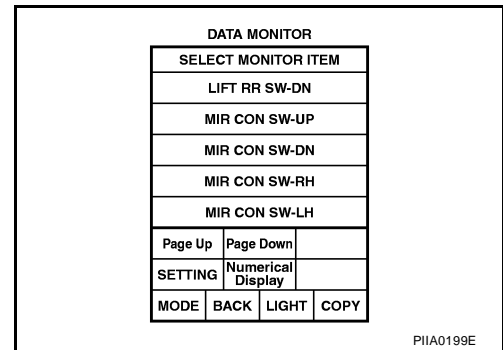 DATA MONITOR
SELECT MONITOR ITEM
LIFT RR SW-DN
MIR CON SW-UP
MIR CON SW-DN
MIR CON SW-RH
MIR CON SW-LH
Page Up Page Down
SETTING Numerical Display
MODE BACK LIGHT COPY
PIIA0199E